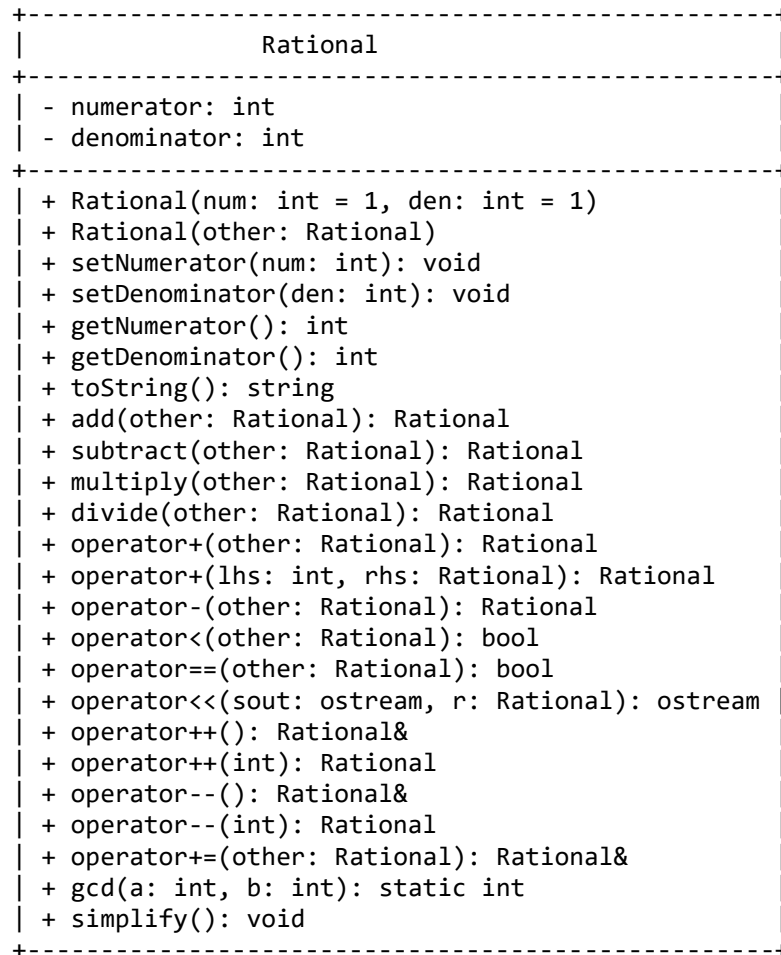 Rational
- numerator: int
- denominator: int
+ Rational(num: int = 1, den: int = 1)
+ Rational(other: Rational)
+ setNumerator(num: int): void
+ setDenominator(den: int): void
+ getNumerator(): int
+ getDenominator(): int
+ toString(): string
+ add(other: Rational): Rational
+ subtract(other: Rational): Rational
+ multiply(other: Rational): Rational
+ divide(other: Rational): Rational
+ operator+(other: Rational): Rational
+ operator+(lhs: int, rhs: Rational): Rational
+ operator-(other: Rational): Rational
+ operator<(other: Rational): bool
+ operator==(other: Rational): bool
+ operator<<(sout: ostream, r: Rational): ostream
+ operator++(): Rational&
+ operator++(int): Rational
+ operator--(): Rational&
+ operator--(int): Rational
+ operator+=(other: Rational): Rational&
+ gcd(a: int, b: int): static int
+ simplify(): void